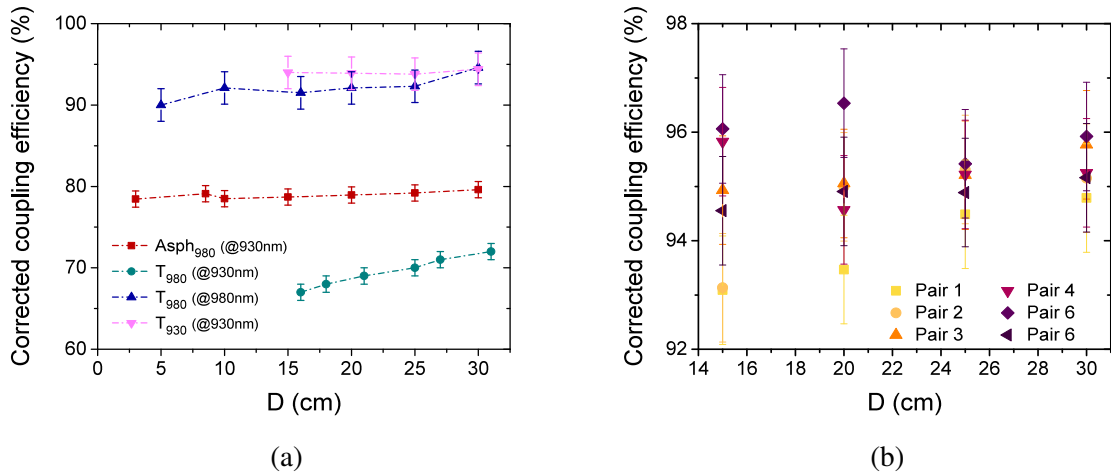 100
90
80
70
60
Corrected coupling efficiency (%)
Asph980 (@930nm)
T980 (@930nm)
T980 (@980nm)
T930 (@930nm)
0 5 10 15 20 25 30
D (cm)
(a)
98
96
94
92
Corrected coupling efficiency (%)
Pair 1
Pair 2
Pair 3
Pair 4
Pair 6
Pair 6
14 16 18 20 22 24 26 28 30
D (cm)
(b)